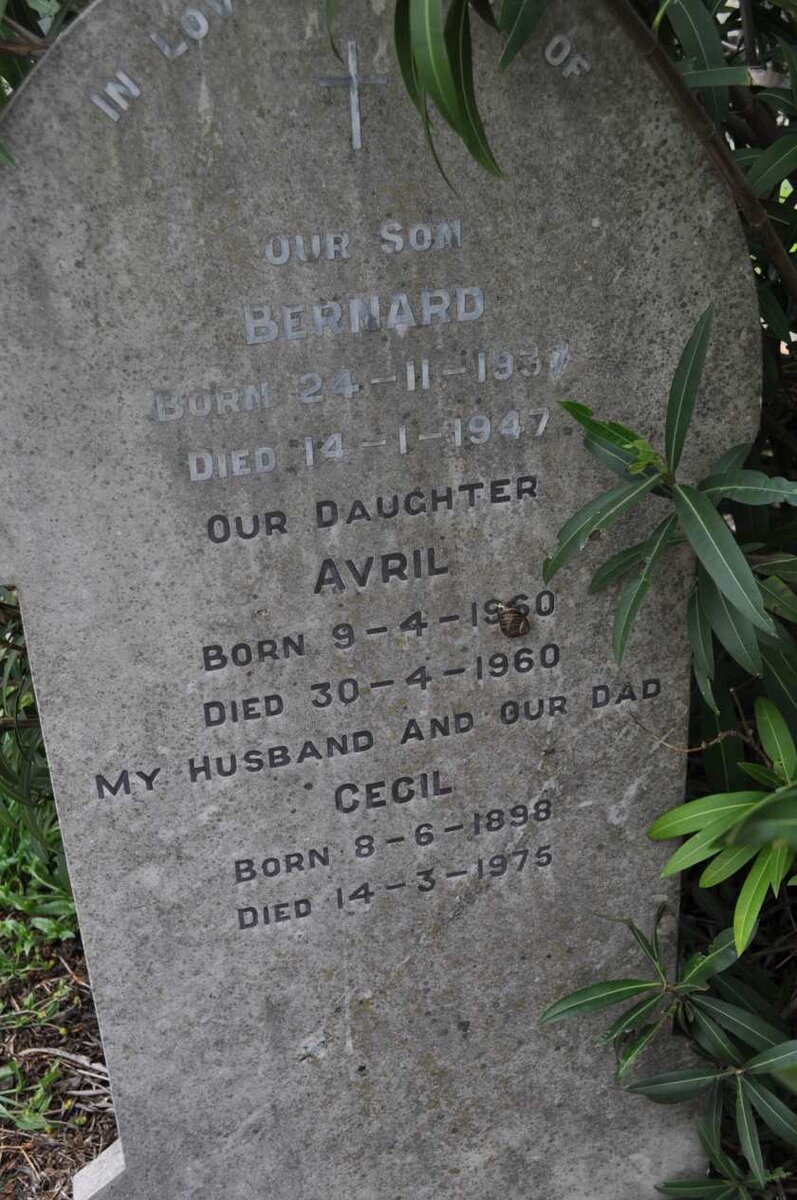 IN OF
OUR SON
BERNARD
BORN 24-11-1937
DIED 14-1-1947
OUR DAUGHTER
AVRIL
BORN 9-4-1960
DIED 30-4-1960
MY HUSBAND AND OUR DAD
CECIL
BORN 8-6-1898
DIED 14-3-1975